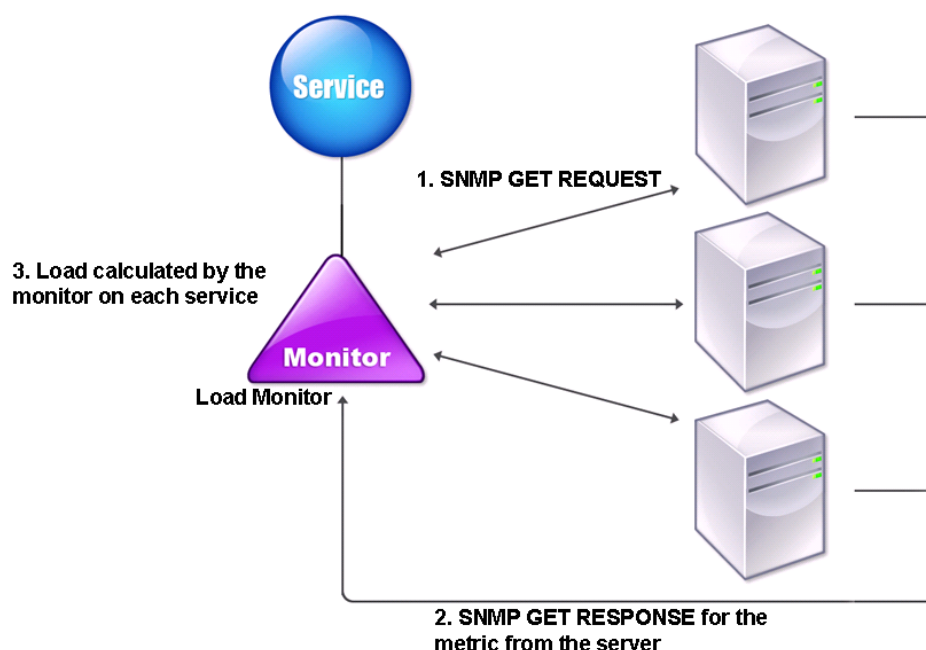 Service
1. SNMP GET REQUEST
3. Load calculated by the
monitor on each service
Monitor
Load Monitor
2. SNMP GET RESPONSE for the
metric from the server